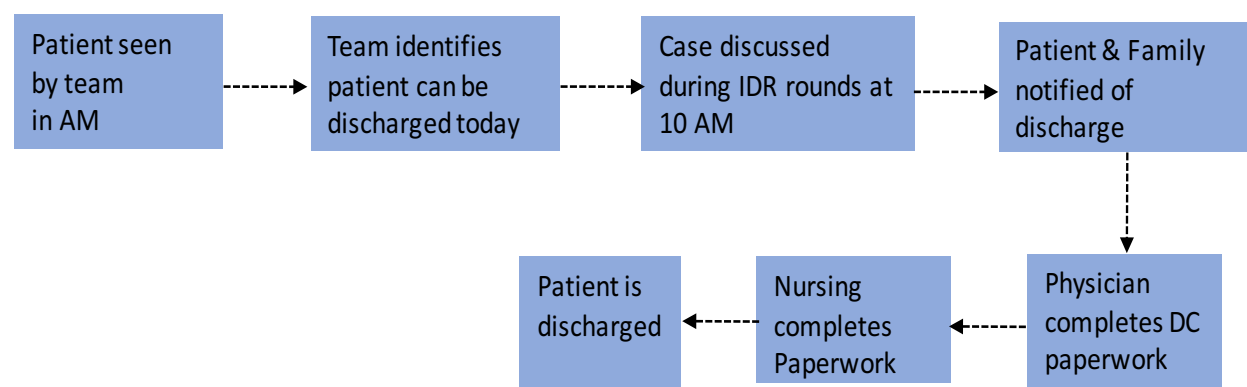 Patient seen
by team
in AM
Team identifies
patient can be
discharged today
Case discussed
during IDR rounds at
10 AM
Patient & Family
notified of
discharge
Physician
completes DC
paperwork
Nursing
completes
Paperwork
Patient is
discharged